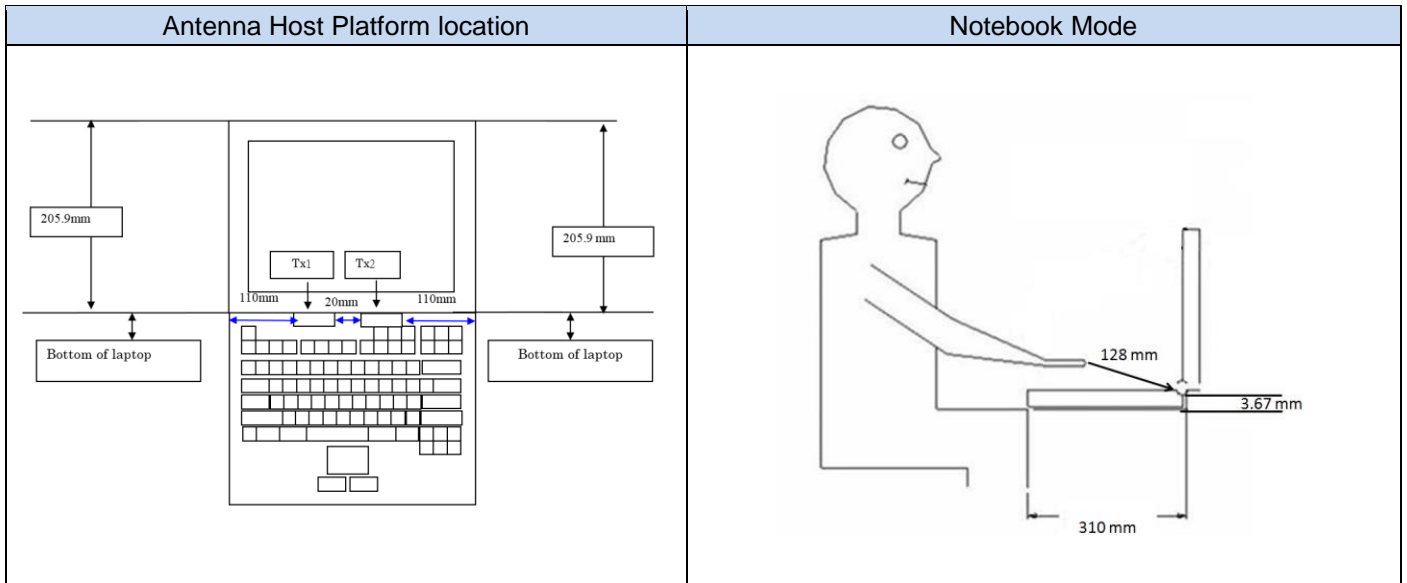 Antenna Host Platform location
Notebook Mode
205.9mm
205.9 mm
Tx1
Tx2
110mm
20mm
110mm
Bottom of laptop
Bottom of laptop
128 mm
3.67 mm
310 mm